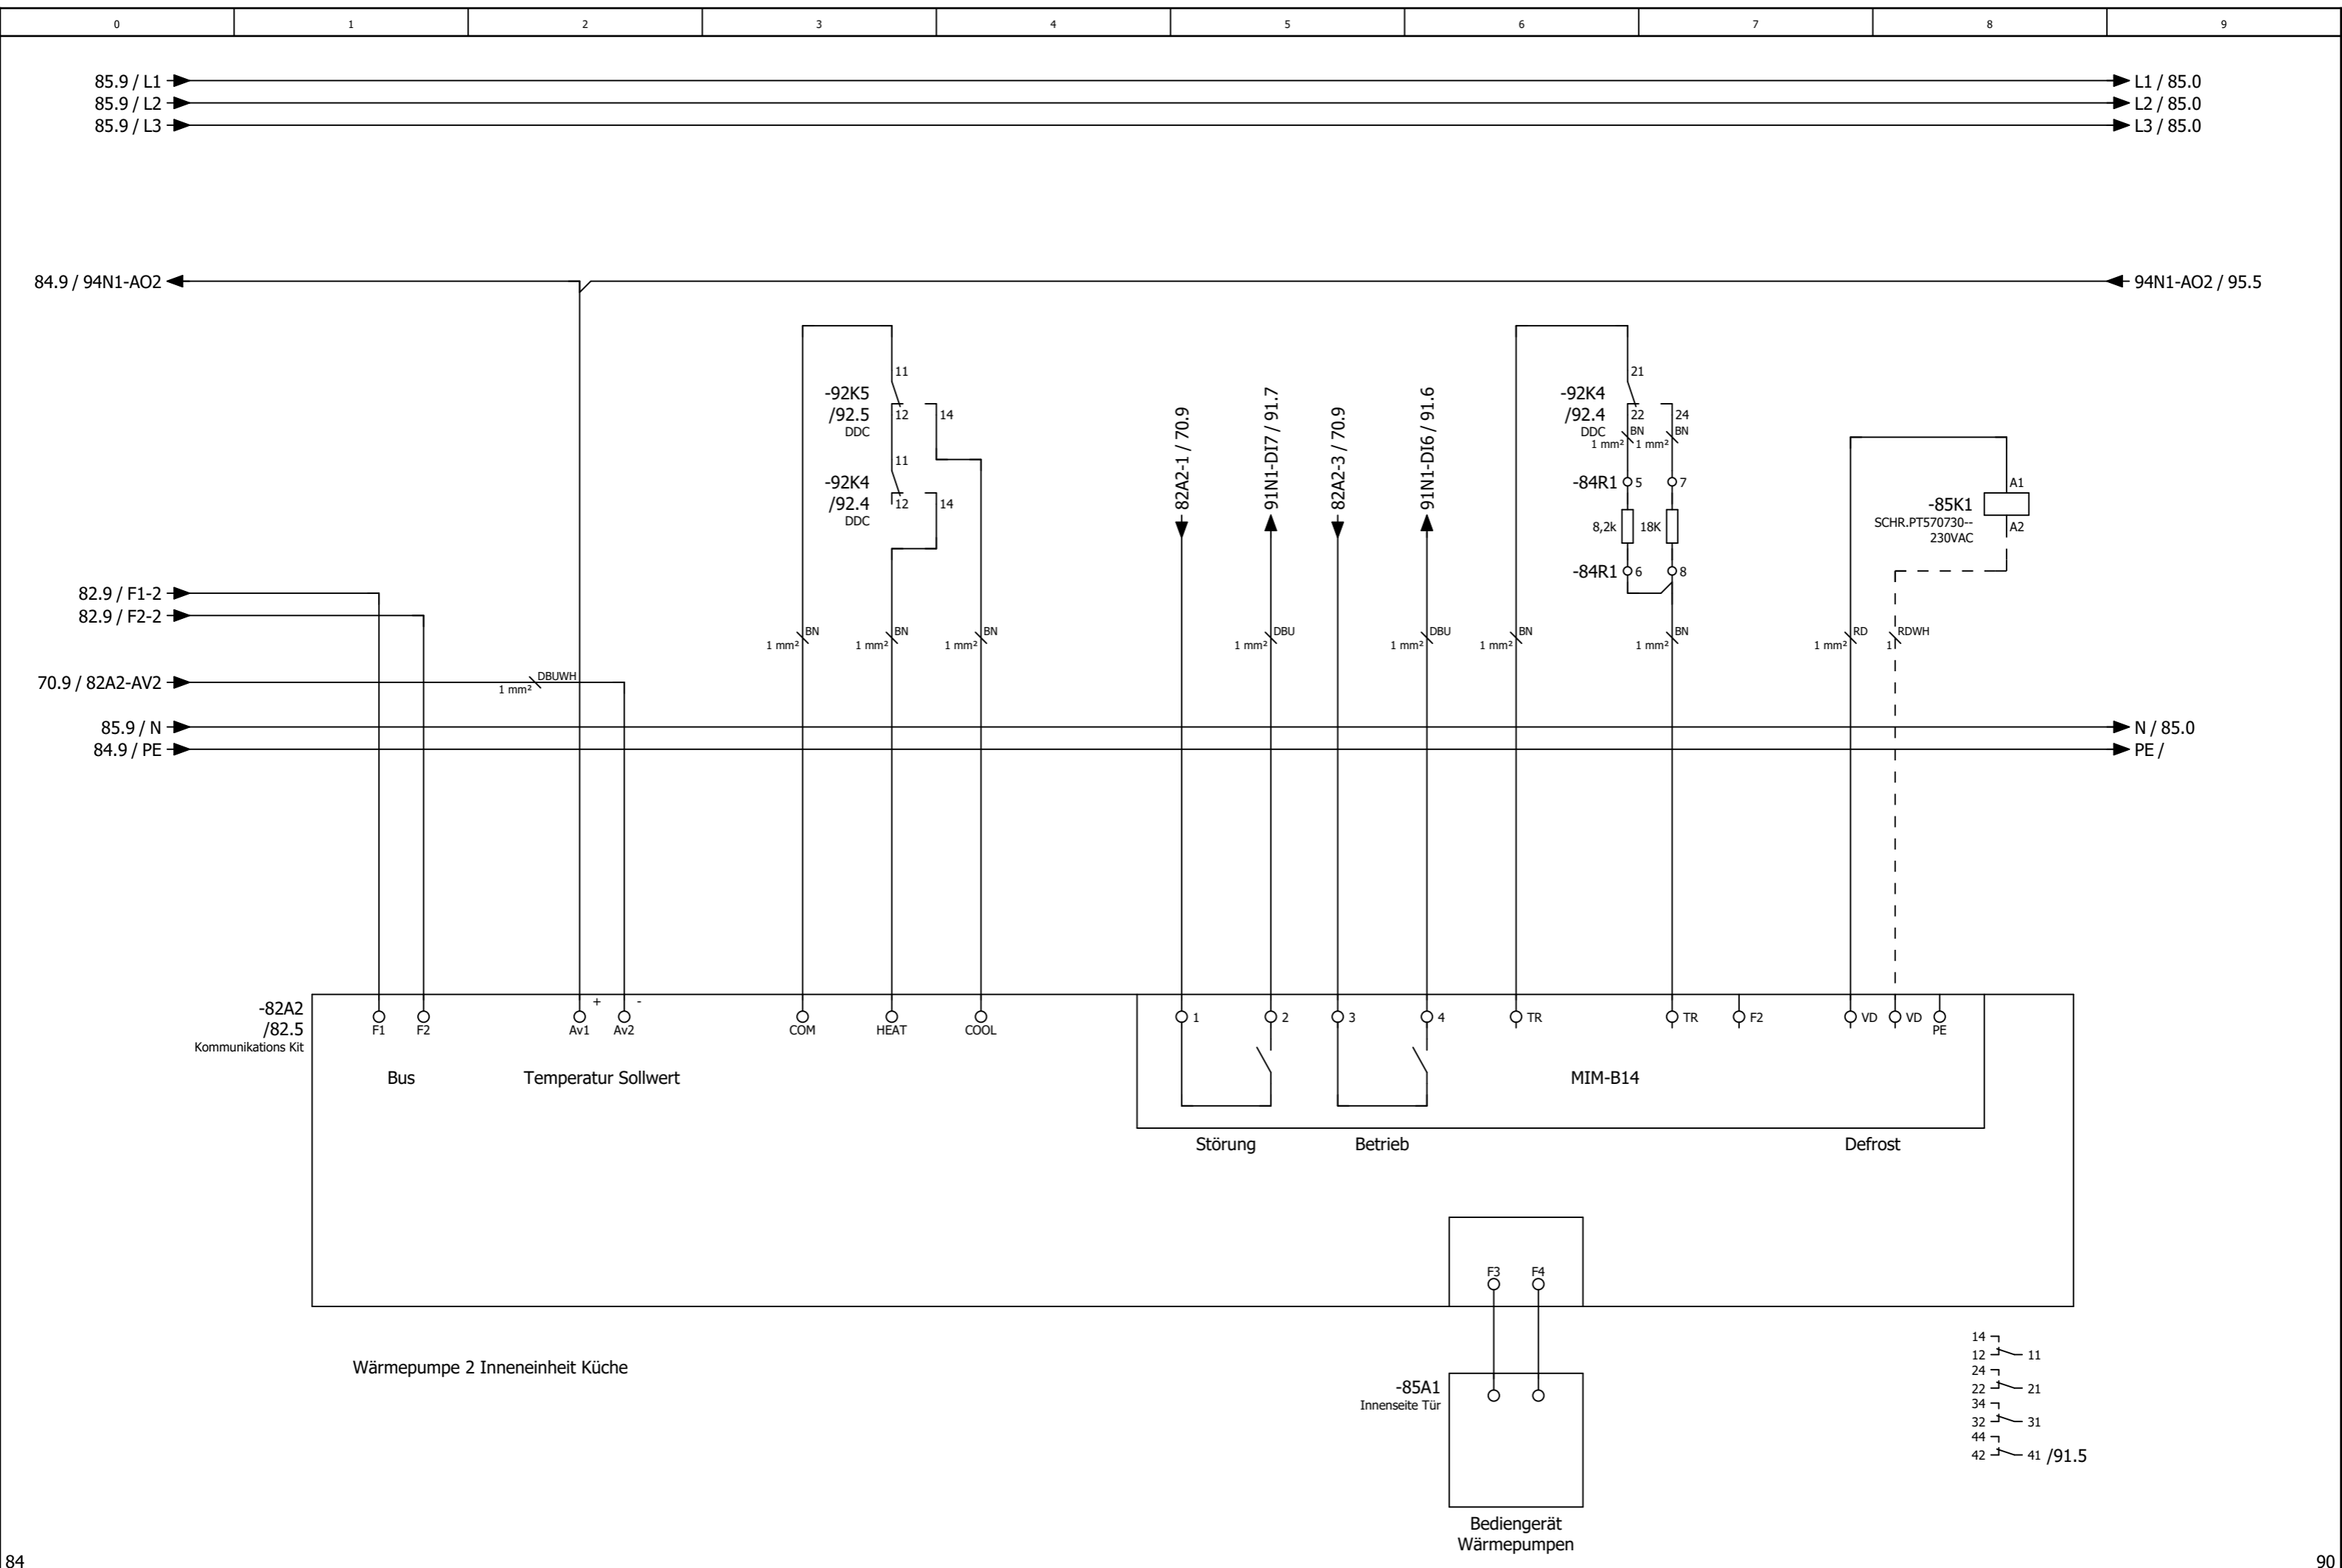 0 1 2 3 4 5 6 7 8 9
85.9 / L1
L1 / 85.0
85.9 / L2
L2 / 85.0
85.9 / L3
L3 / 85.0
84.9 / 94N1-AO2
94N1-AO2 / 95.5
11
-92K5
/92.5
DDC
12
14
11
-92K4
/92.4
DDC
12
14
82A2-1 / 70.9
91N1-DI7 / 91.7
82A2-3 / 70.9
91N1-DI6 / 91.6
21
-92K4
/92.4
DDC
22
24
BN
1 mm²
BN
1 mm²
-84R1
5
7
8,2k
18K
-84R1
6
8
A1
-85K1
SCHR.PT570730--
230VAC
A2
82.9 / F1-2
82.9 / F2-2
BN
1 mm²
BN
1 mm²
BN
1 mm²
DBU
1 mm²
DBU
1 mm²
BN
1 mm²
BN
1 mm²
RD
1 mm²
RDWH
1
70.9 / 82A2-AV2
DBUWH
1 mm²
85.9 / N
N / 85.0
84.9 / PE
PE /
-82A2
/82.5
Kommunikations Kit
F1
F2
+
-
Av1
Av2
COM
HEAT
COOL
1
2
3
4
TR
TR
F2
VD
VD
PE
Bus
Temperatur Sollwert
MIM-B14
Störung
Betrieb
Defrost
F3
F4
Wärmepumpe 2 Inneneinheit Küche
-85A1
Innenseite Tür
14
12
11
24
22
21
34
32
31
44
42
41 /91.5
Bediengerät
Wärmepumpen
84
90